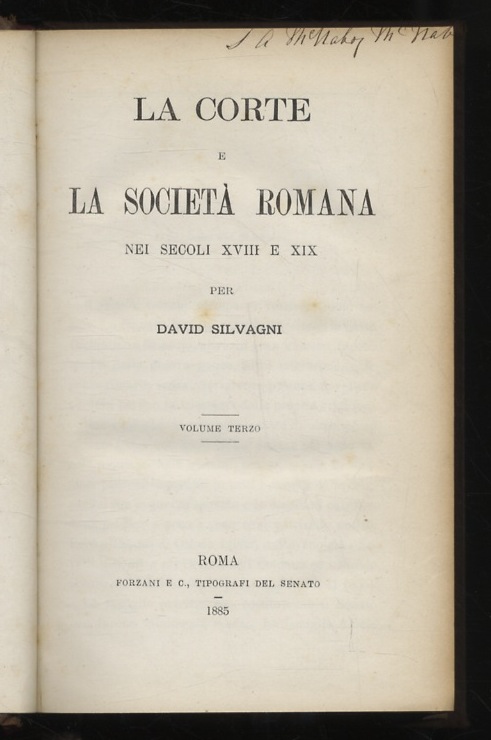 LA CORTE
E
LA SOCIETÀ ROMANA
NEI SECOLI XVIII E XIX
PER
DAVID SILVAGNI
VOLUME TERZO
ROMA
FORZANI E C., TIPOGRAFI DEL SENATO
1885